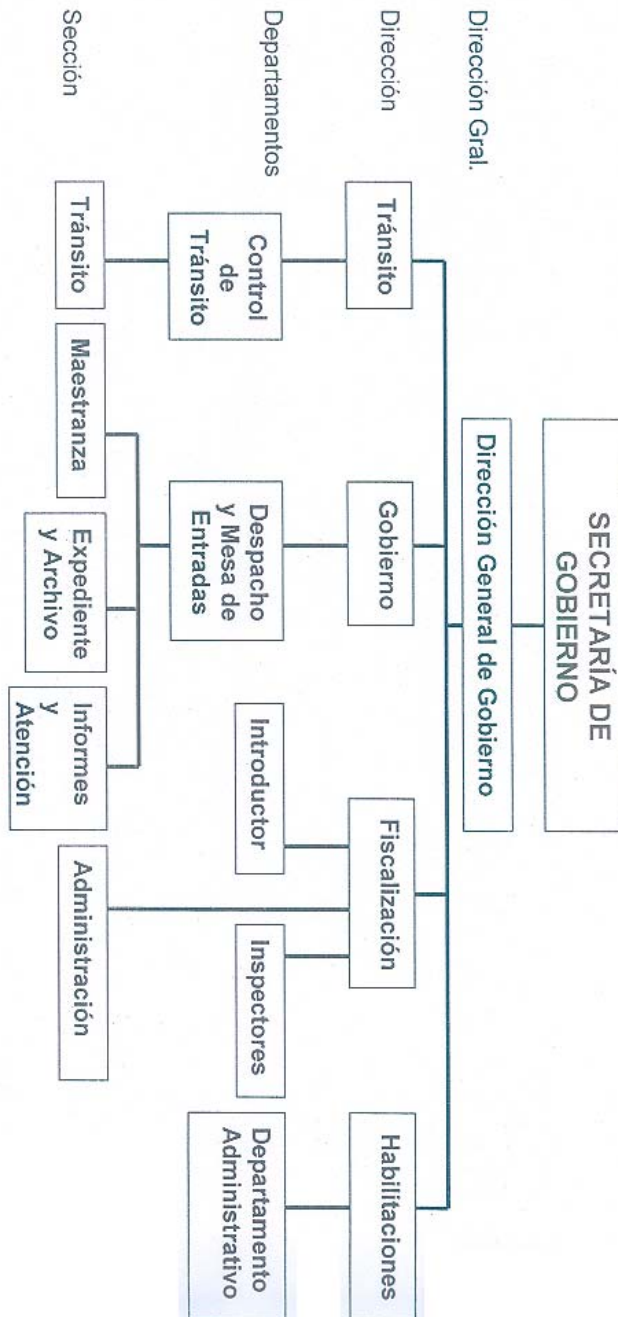 SECRETARÍA DE
GOBIERNO
Dirección Gral.
Dirección General de Gobierno
Dirección
Tránsito
Gobierno
Fiscalización
Habilitaciones
Departamentos
Control
de
Tránsito
Despacho
y Mesa de
Entradas
Introductor
Inspectores
Departamento
Administrativo
Sección
Tránsito
Maestranza
Expediente
y Archivo
Informes
y
Atención
Administración